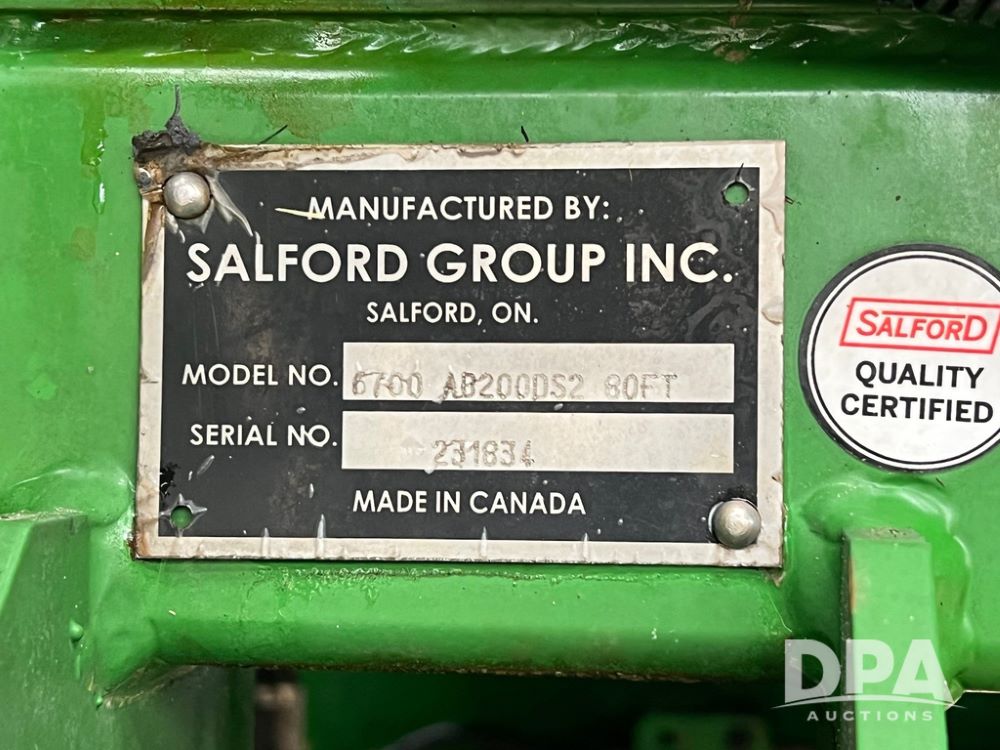 MANUFACTURED BY:
SALFORD GROUP INC.
SALFORD, ON.
MODEL NO. 6700 AB200DS2 80FT
SERIAL NO. 231834
MADE IN CANADA
SALFORD
QUALITY
CERTIFIED
DPA
AUCTIONS